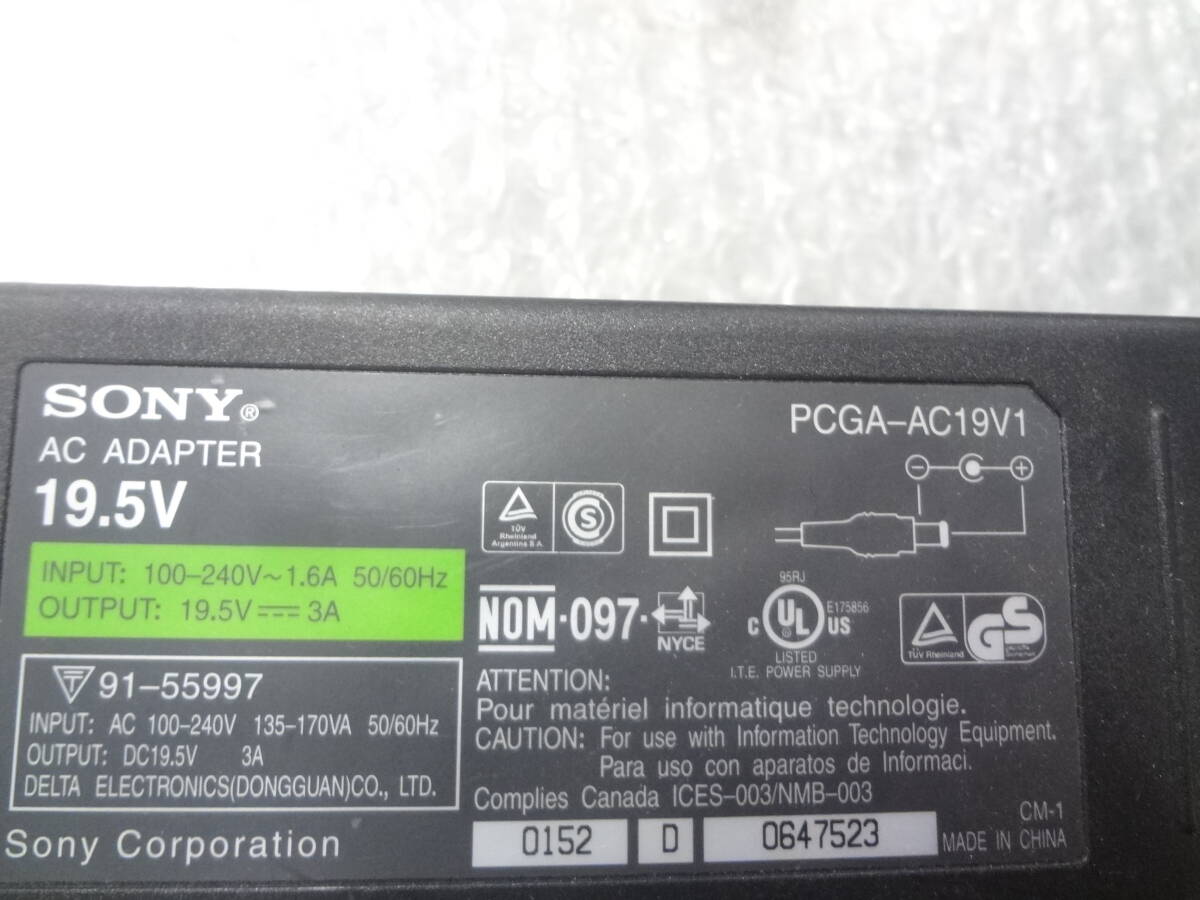 SONY®
AC ADAPTER
19.5V
INPUT: 100–240V~1.6A 50/60Hz
OUTPUT: 19.5V⎓3A
91–55997
INPUT: AC 100–240V 135–170VA 50/60Hz
OUTPUT: DC19.5V 3A
DELTA ELECTRONICS(DONGGUAN)CO., LTD.
Sony Corporation
PCGA–AC19V1
TÜV
Rheinland
Argentina S.A.
S
NOM-097-
NYCE
95RJ
C UL US
E175856
LISTED
I.T.E. POWER SUPPLY
TÜV Rheinland
GS
ATTENTION:
Pour matériel informatique technologie.
CAUTION: For use with Information Technology Equipment.
Para uso con aparatos de Informaci.
Complies Canada ICES–003/NMB–003
0152 D 0647523
CM-1
MADE IN CHINA